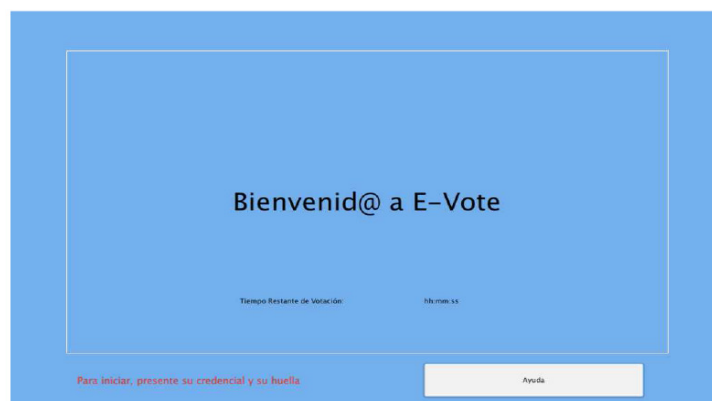 Bienvenid@ a E-Vote
Tiempo Restante de Votación: hh:mm:ss
Para iniciar, presente su credencial y su huella
Ayuda